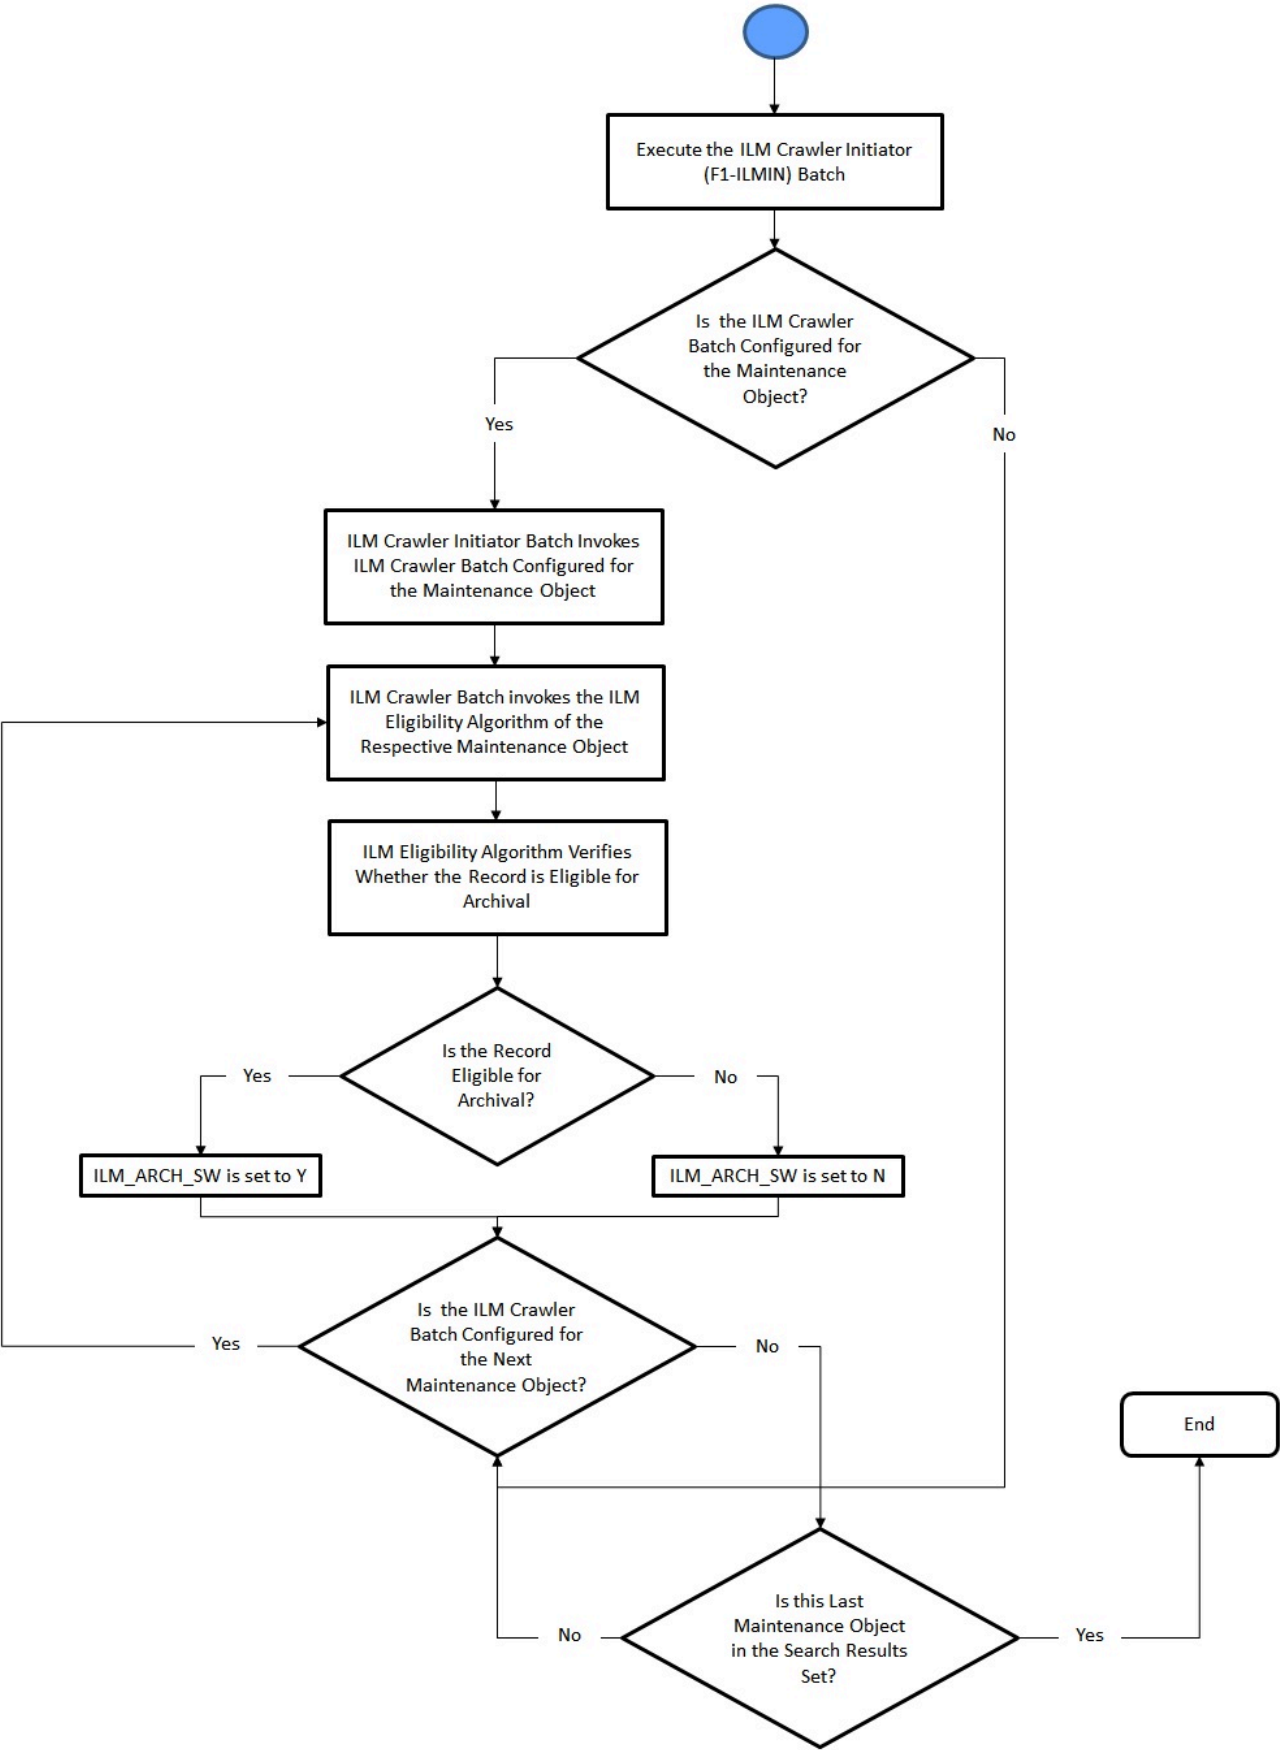 Execute the ILM Crawler Initiator
(F1-ILMIN) Batch
Is the ILM Crawler
Batch Configured for
the Maintenance
Object?
Yes
No
ILM Crawler Initiator Batch Invokes
ILM Crawler Batch Configured for
the Maintenance Object
ILM Crawler Batch invokes the ILM
Eligibility Algorithm of the
Respective Maintenance Object
ILM Eligibility Algorithm Verifies
Whether the Record is Eligible for
Archival
Is the Record
Eligible for
Archival?
Yes
No
ILM_ARCH_SW is set to Y
ILM_ARCH_SW is set to N
Is the ILM Crawler
Batch Configured for
the Next
Maintenance Object?
Yes
No
End
Is this Last
Maintenance Object
in the Search Results
Set?
No
Yes